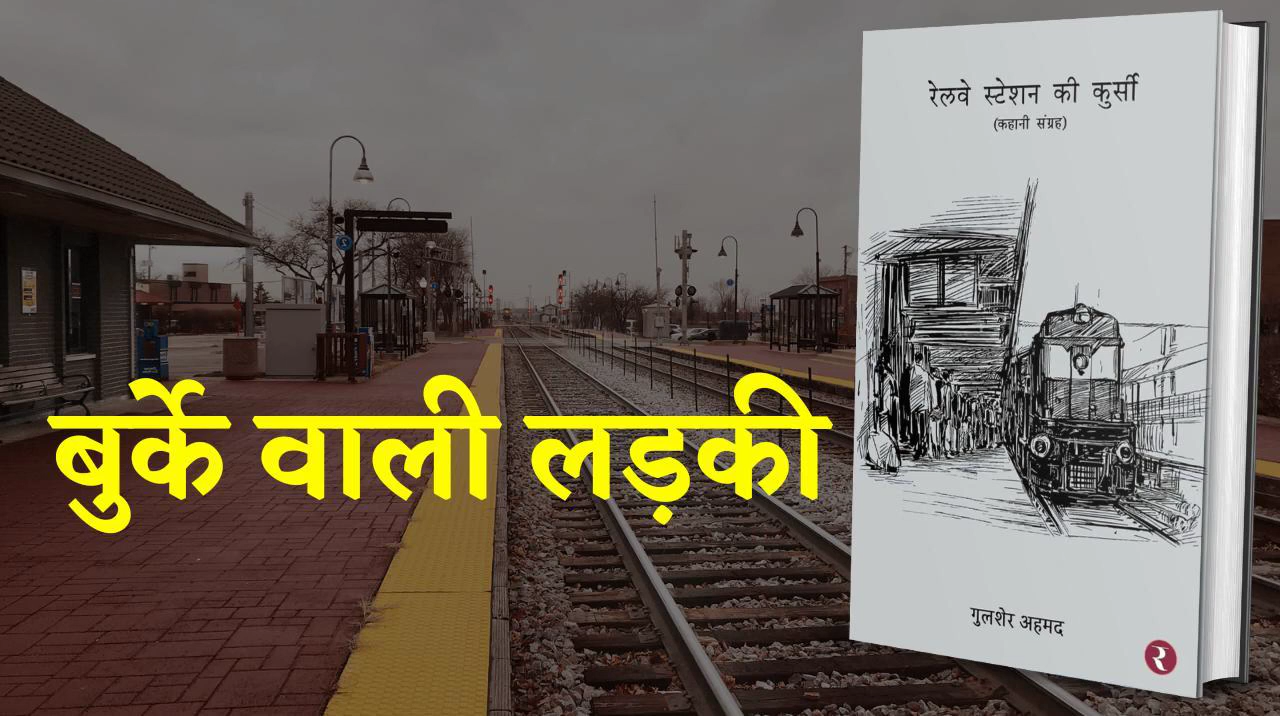 बुर्के वाली लड़की
रेलवे स्टेशन की कुर्सी
(कहानी संग्रह)
गुलशेर अहमद